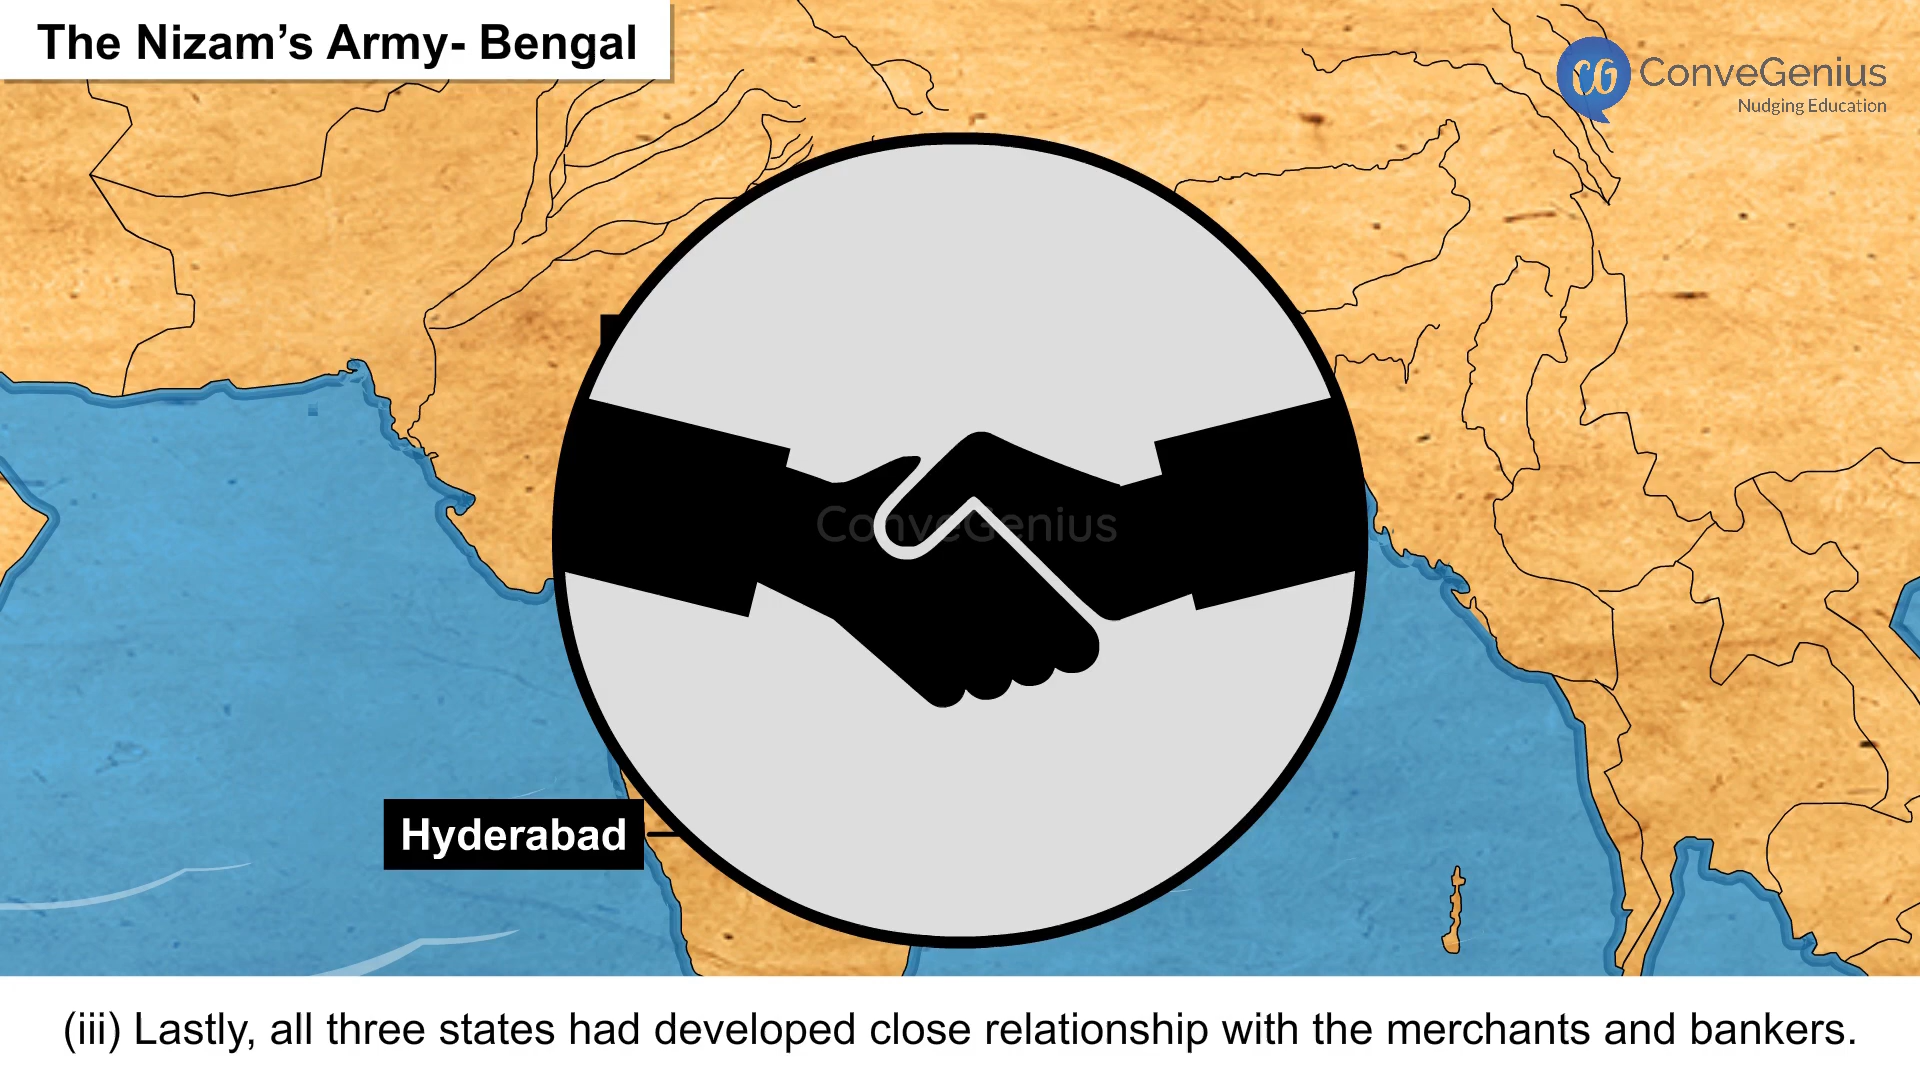 The Nizam’s Army- Bengal
CG ConveGenius
Nudging Education
ConveGenius
Hyderabad
(iii) Lastly, all three states had developed close relationship with the merchants and bankers.